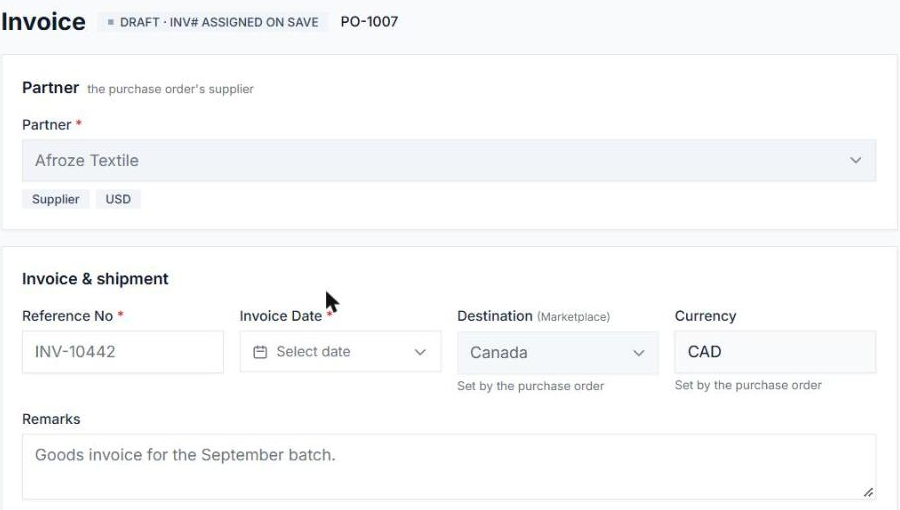 Invoice DRAFT · INV# ASSIGNED ON SAVE PO-1007
Partner the purchase order's supplier
Partner *
Afroze Textile
Supplier USD
Invoice & shipment
Reference No * Invoice Date * Destination (Marketplace) Currency
INV-10442 Select date Canada CAD
Set by the purchase order Set by the purchase order
Remarks
Goods invoice for the September batch.